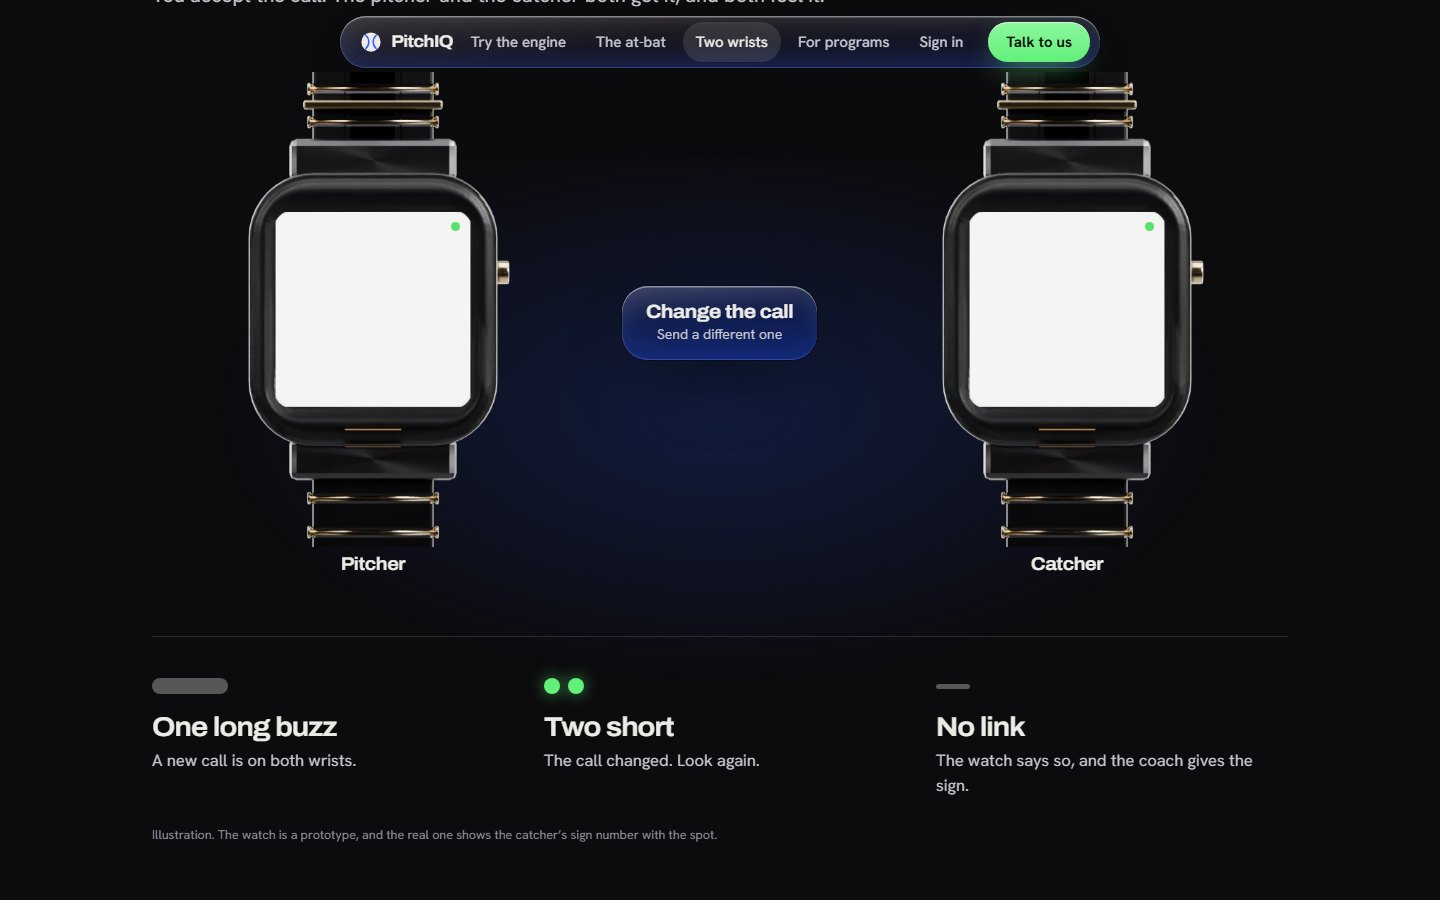 PitchIQ
Try the engine
The at-bat
Two wrists
For programs
Sign in
Talk to us
Change the call
Send a different one
Pitcher
Catcher
One long buzz
A new call is on both wrists.
Two short
The call changed. Look again.
No link
The watch says so, and the coach gives the
sign.
Illustration. The watch is a prototype, and the real one shows the catcher’s sign number with the spot.